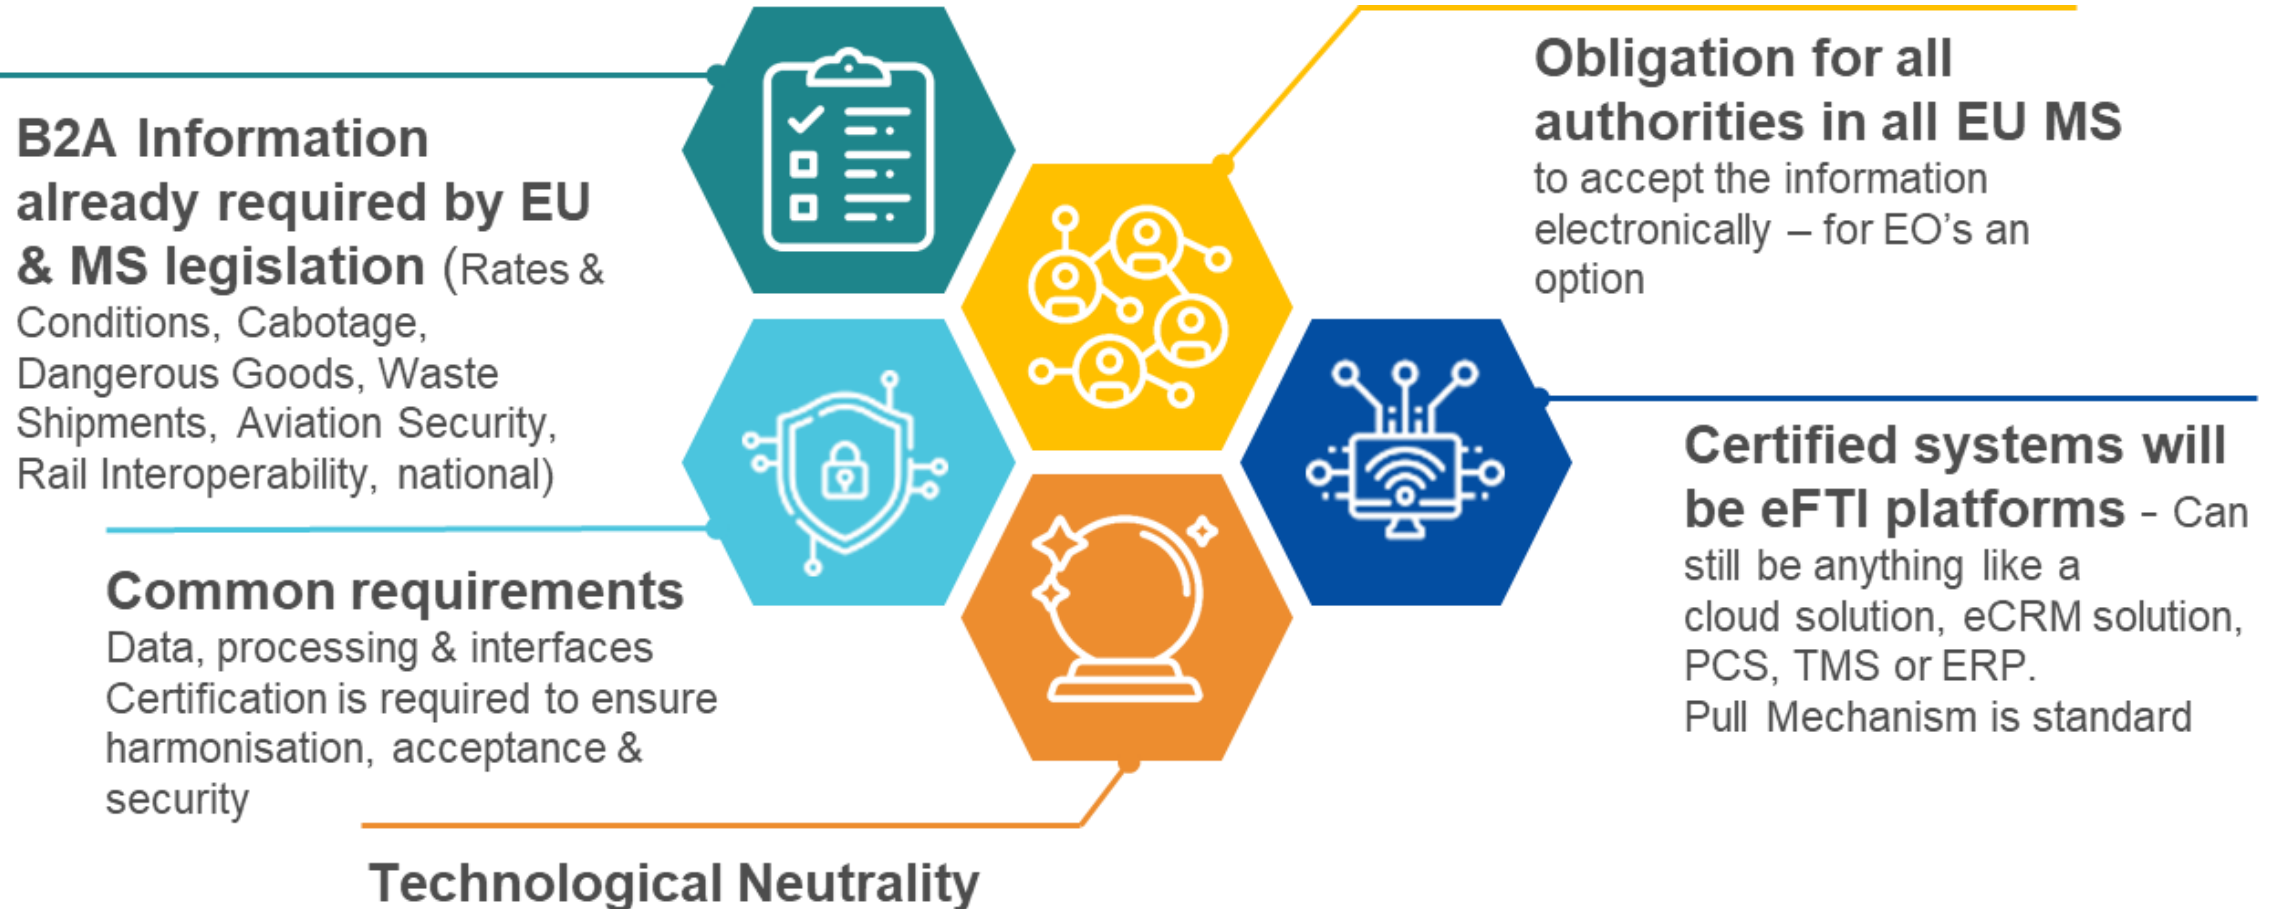 B2A Information
already required by EU
& MS legislation (Rates &
Conditions, Cabotage,
Dangerous Goods, Waste
Shipments, Aviation Security,
Rail Interoperability, national)
Obligation for all
authorities in all EU MS
to accept the information
electronically – for EO’s an
option
Common requirements
Data, processing & interfaces
Certification is required to ensure
harmonisation, acceptance &
security
Certified systems will
be eFTI platforms - Can
still be anything like a
cloud solution, eCRM solution,
PCS, TMS or ERP.
Pull Mechanism is standard
Technological Neutrality